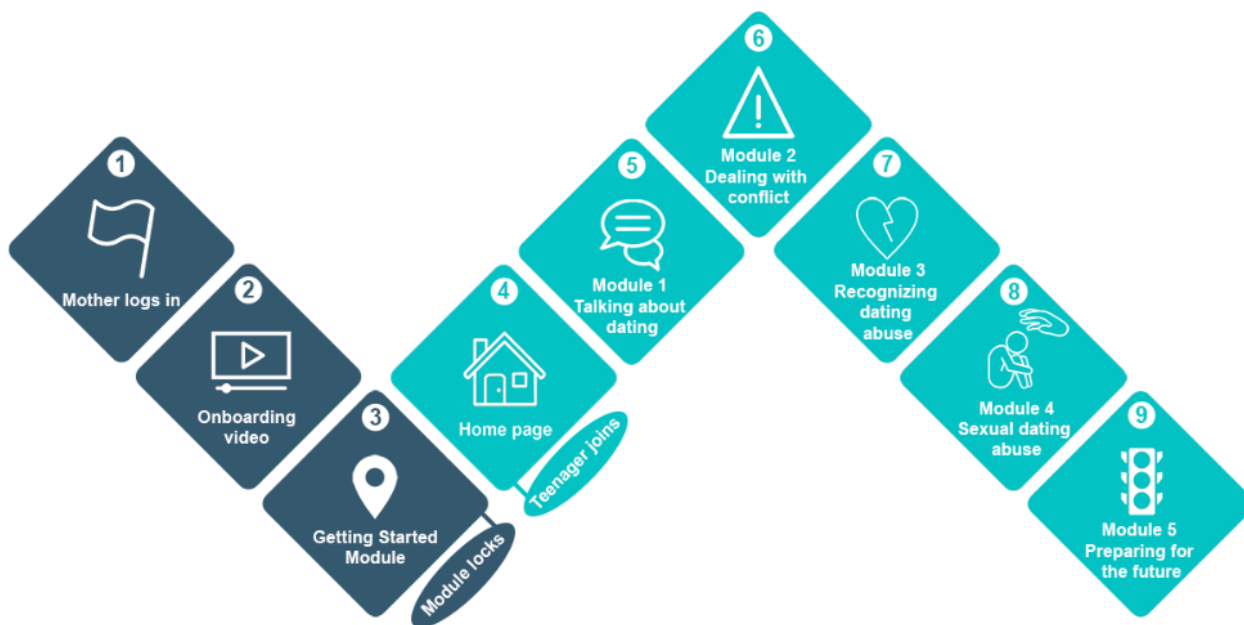 1
Mother logs in
2
Onboarding
video
3
Getting Started
Module
Module locks
4
Home page
Teenager joins
5
Module 1
Talking about
dating
6
Module 2
Dealing with
conflict
7
Module 3
Recognizing
dating
abuse
8
Module 4
Sexual dating
abuse
9
Module 5
Preparing for
the future